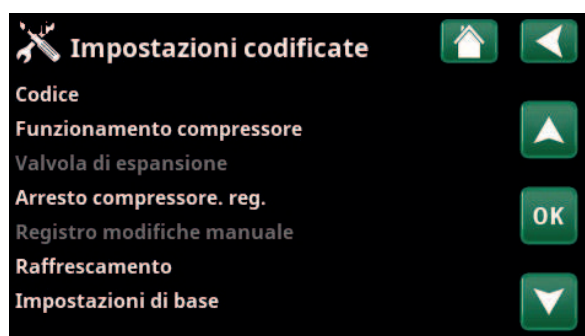 Impostazioni codificate
Codice
Funzionamento compressore
Valvola di espansione
Arresto compressore. reg.
OK
Registro modifiche manuale
Raffrescamento
Impostazioni di base